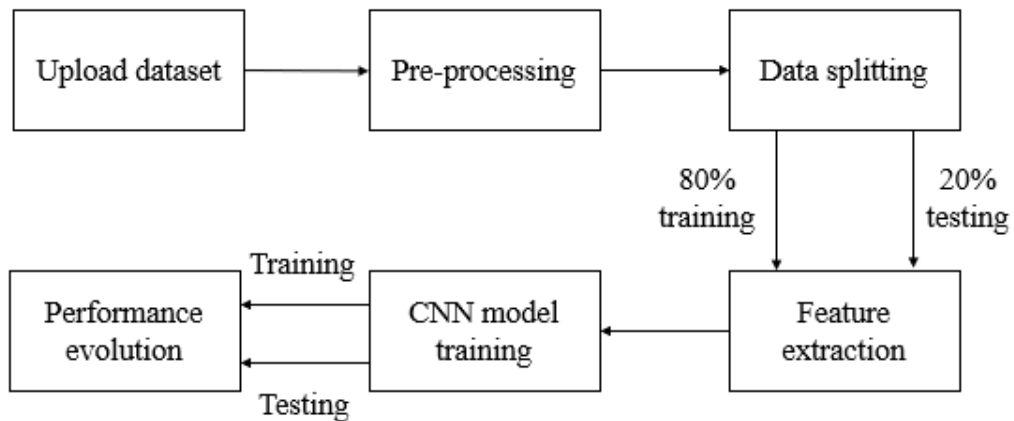 Upload dataset
Pre-processing
Data splitting
80%
training
20%
testing
Feature
extraction
CNN model
training
Training
Testing
Performance
evolution